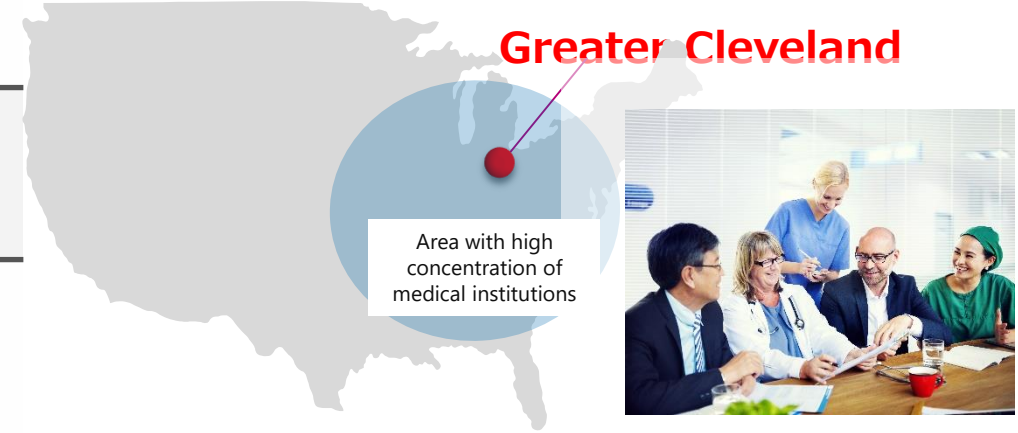 Greater Cleveland
Area with high
concentration of
medical institutions